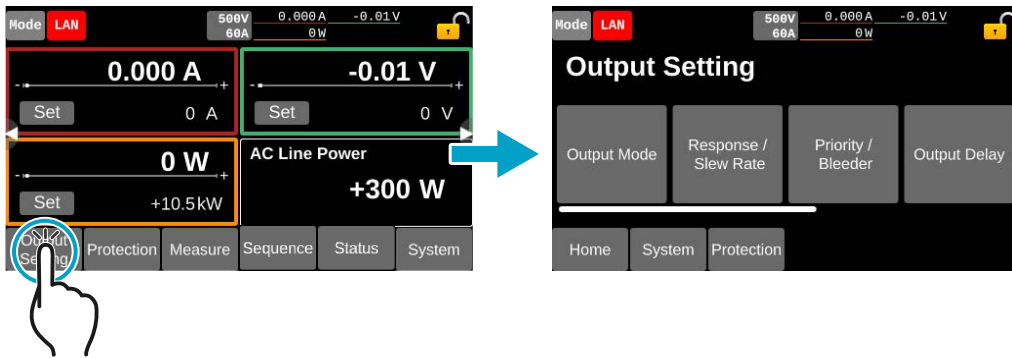 Mode LAN 500V 60A 0.000A -0.01V 0W
0.000 A
-0.01 V
- +
- +
Set 0 A
Set 0 V
0 W
AC Line Power
- +
+300 W
Set +10.5kW
Protection Measure Sequence Status System
Mode LAN 500V 60A 0.000A -0.01V 0W
Output Setting
Output Mode
Response / Slew Rate
Priority / Bleeder
Output Delay
Home System Protection